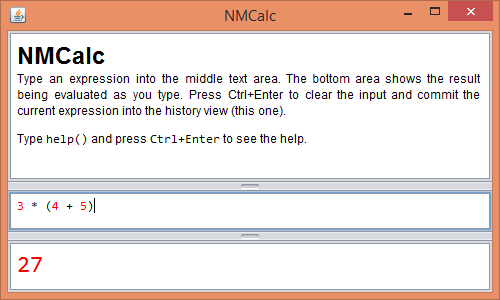 NMCalc
NMCalc
Type an expression into the middle text area. The bottom area shows the result
being evaluated as you type. Press Ctrl+Enter to clear the input and commit the
current expression into the history view (this one).
Type help() and press Ctrl+Enter to see the help.
3 * (4 + 5)
27